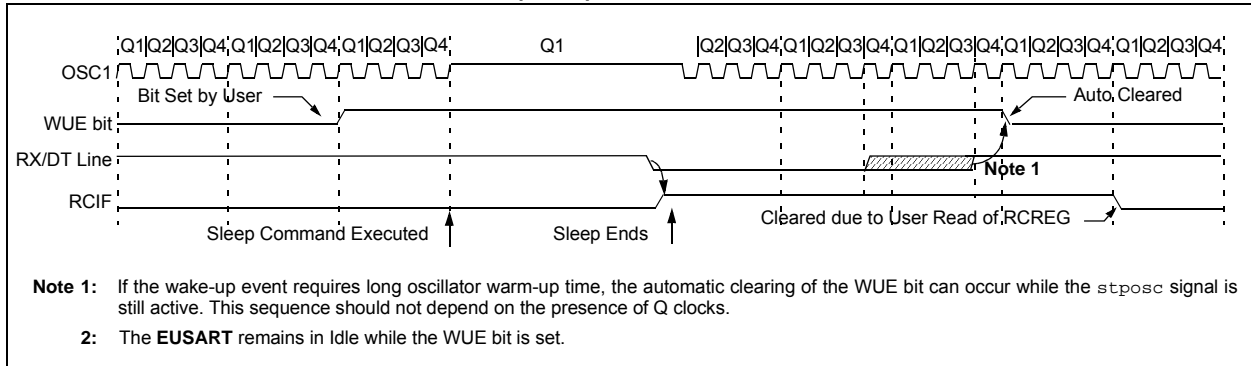 Q1|Q2|Q3|Q4 Q1|Q2|Q3|Q4 Q1|Q2|Q3|Q4 Q1 |Q2|Q3|Q4 Q1|Q2|Q3|Q4 Q1|Q2|Q3|Q4 Q1|Q2|Q3|Q4 Q1|Q2|Q3|Q4
OSC1
Bit Set by User Auto Cleared
WUE bit
RX/DT Line
Note 1
RCIF
Cleared due to User Read of RCREG
Sleep Command Executed Sleep Ends
Note 1: If the wake-up event requires long oscillator warm-up time, the automatic clearing of the WUE bit can occur while the stposc signal is
still active. This sequence should not depend on the presence of Q clocks.
2: The EUSART remains in Idle while the WUE bit is set.